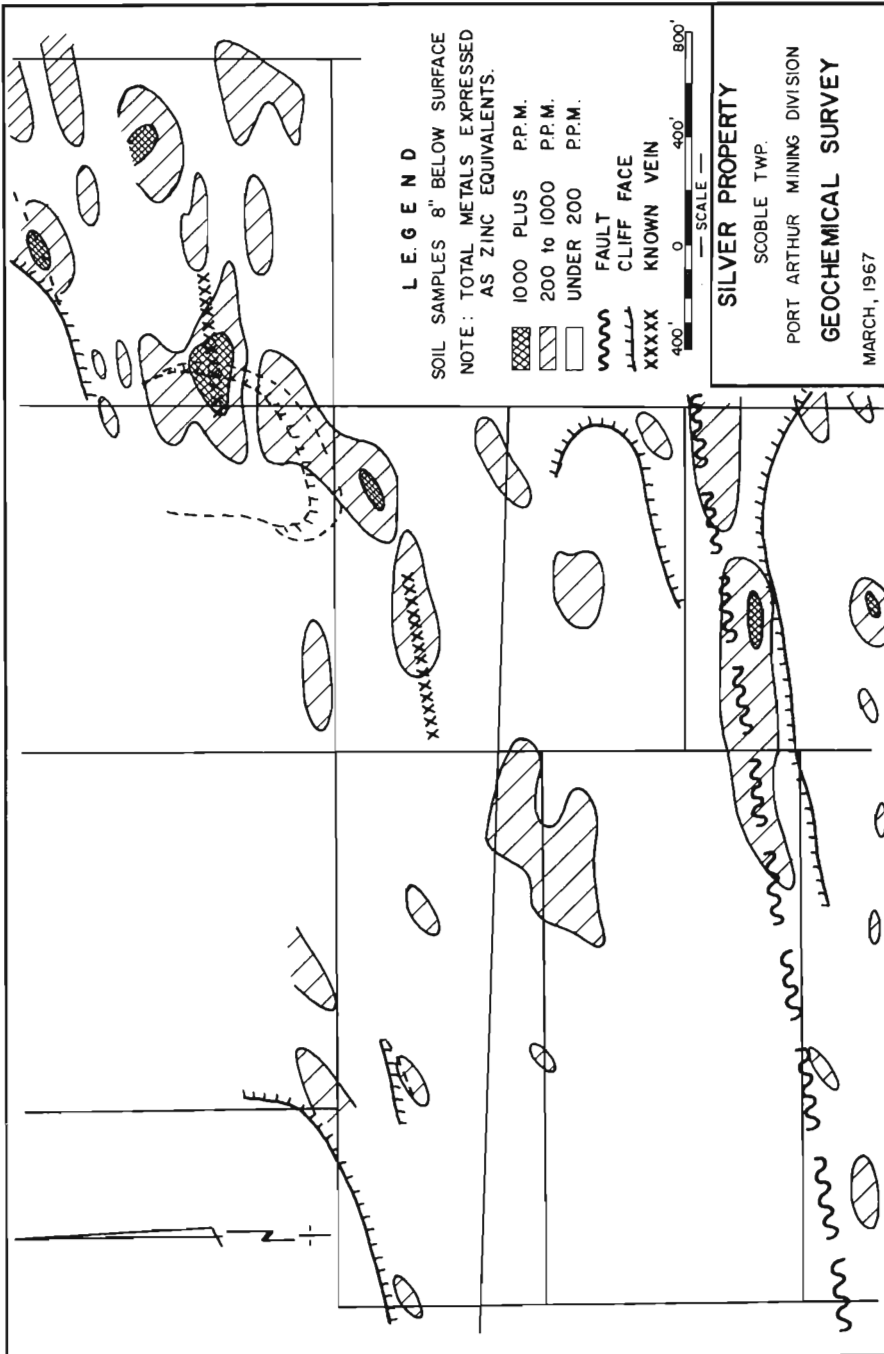 L E. G E N D
SOIL SAMPLES 8" BELOW SURFACE
NOTE: TOTAL METALS EXPRESSED
AS ZINC EQUIVALENTS.
1000 PLUS P.P.M.
200 to 1000 P.P.M.
UNDER 200 P.P.M.
FAULT
CLIFF FACE
XXXXX KNOWN VEIN
400' 0 400' 800'
— SCALE —
SILVER PROPERTY
SCOBLE TWP.
PORT ARTHUR MINING DIVISION
GEOCHEMICAL SURVEY
MARCH, 1967
N